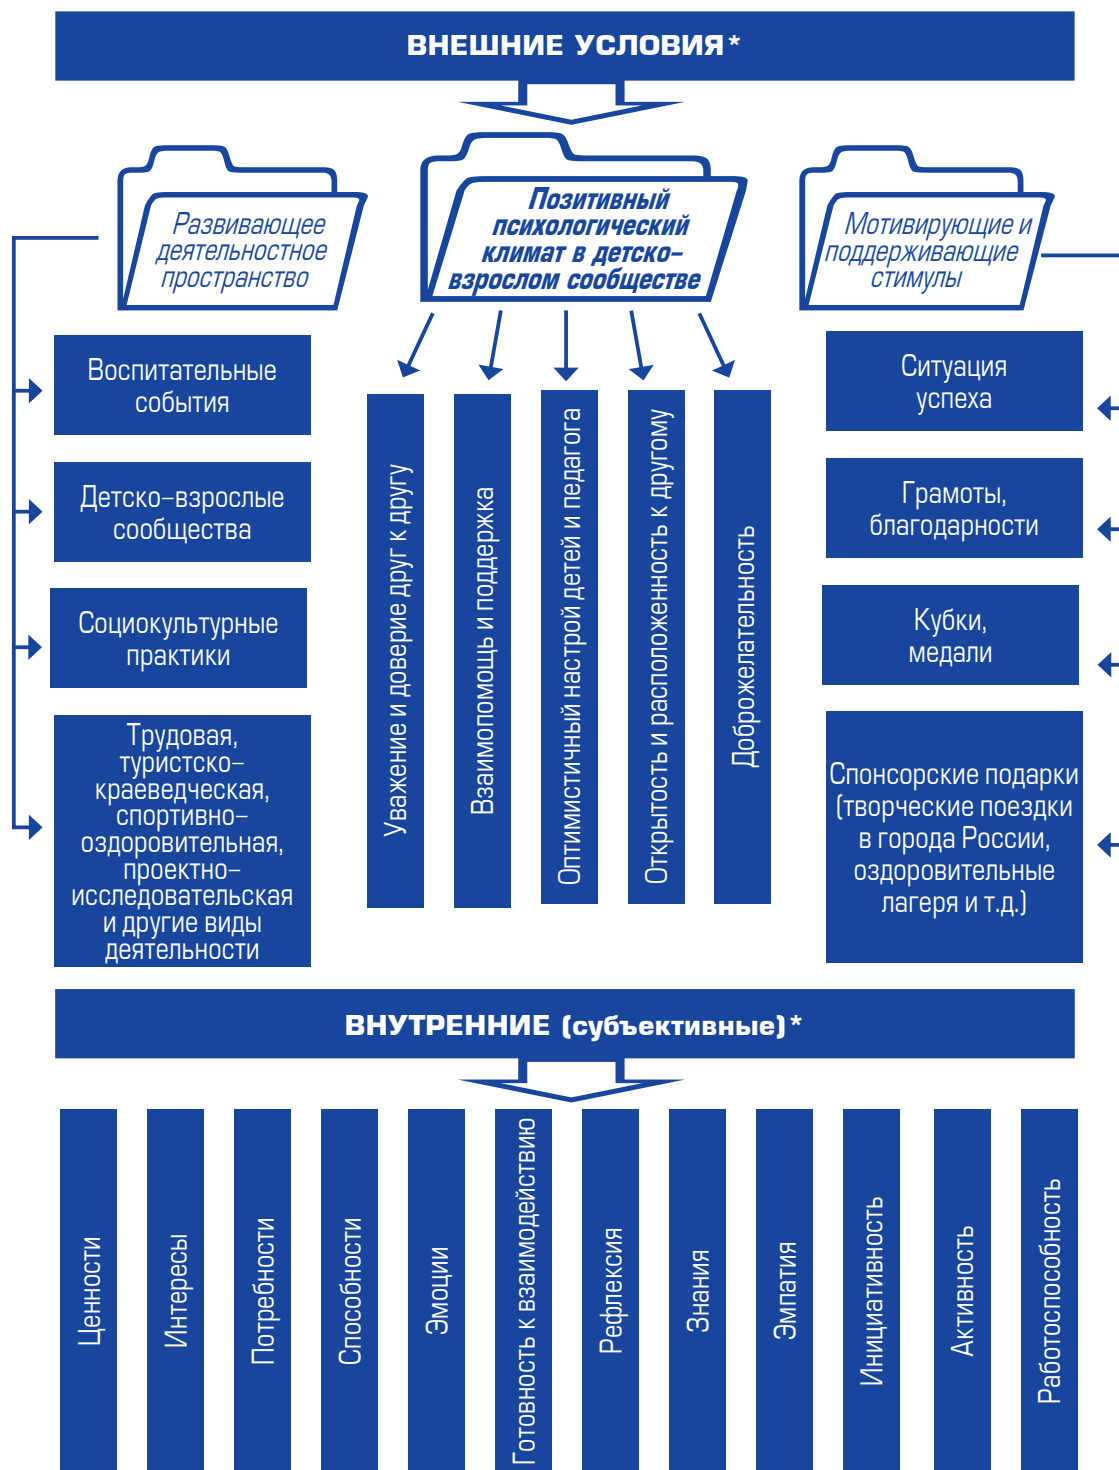 ВНЕШНИЕ УСЛОВИЯ*
Развивающее
деятельностное
пространство
Позитивный
психологический
климат в детско-
взрослом сообществе
Мотивирующие и
поддерживающие
стимулы
Воспитательные
события
Детско-взрослые
сообщества
Социокультурные
практики
Трудовая,
туристско-
краеведческая,
спортивно-
оздоровительная,
проектно-
исследовательская
и другие виды
деятельности
Уважение и доверие друг к другу
Взаимопомощь и поддержка
Оптимистичный настрой детей и педагога
Открытость и расположенность к другому
Доброжелательность
Ситуация
успеха
Грамоты,
благодарности
Кубки,
медали
Спонсорские подарки
(творческие поездки
в города России,
оздоровительные
лагеря и т.д.)
ВНУТРЕННИЕ (субъективные)*
Ценности
Интересы
Потребности
Способности
Эмоции
Готовность к взаимодействию
Рефлексия
Знания
Эмпатия
Инициативность
Активность
Работоспособность